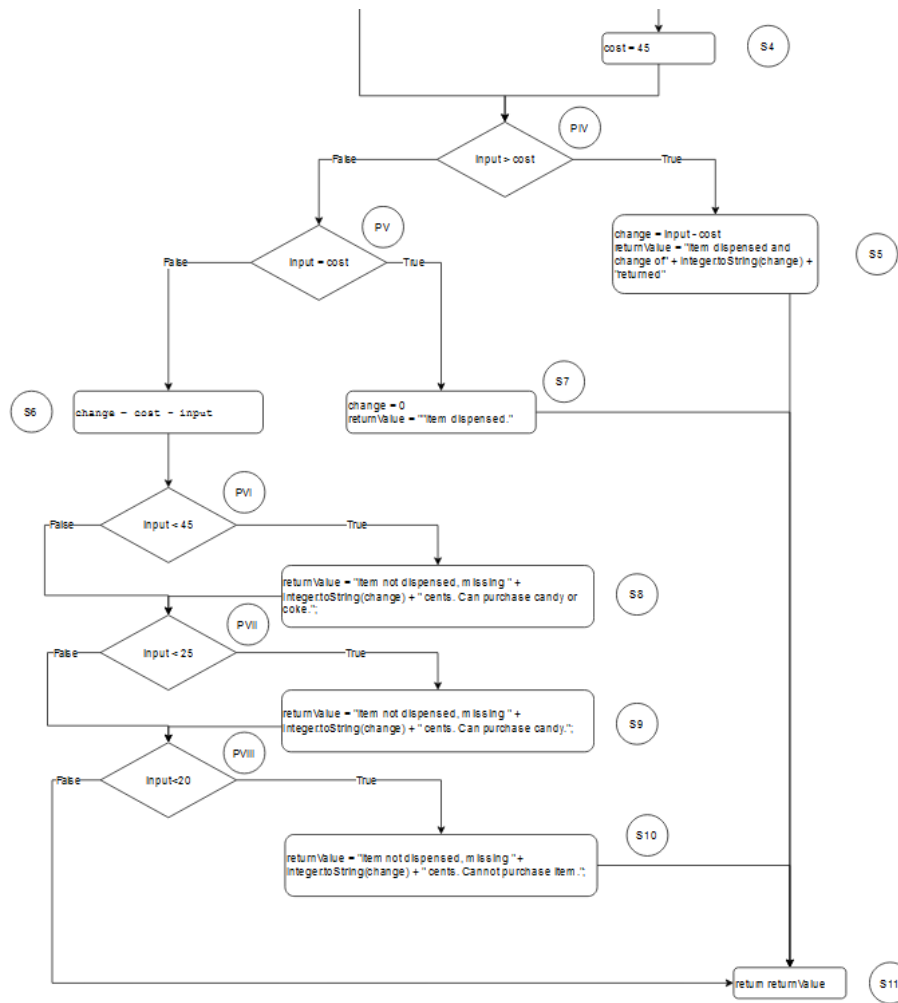 cost = 45
S4
PIV
Input > cost
False
True
PV
change = Input - cost
returnValue = "Item dispensed and
change of" + Integer.toString(change) +
"returned"
S5
False
Input = cost
True
S7
S6
change - cost - input
change = 0
returnValue = ""Item dispensed."
PVI
False
Input < 45
True
returnValue = "Item not dispensed, missing " +
Integer.toString(change) + " cents. Can purchase candy or
coke.";
S8
PVII
False
Input < 25
True
returnValue = "Item not dispensed, missing " +
Integer.toString(change) + " cents. Can purchase candy.";
S9
PVIII
False
Input<20
True
S10
returnValue = "Item not dispensed, missing " +
Integer.toString(change) + " cents. Cannot purchase Item .";
return returnValue
S11